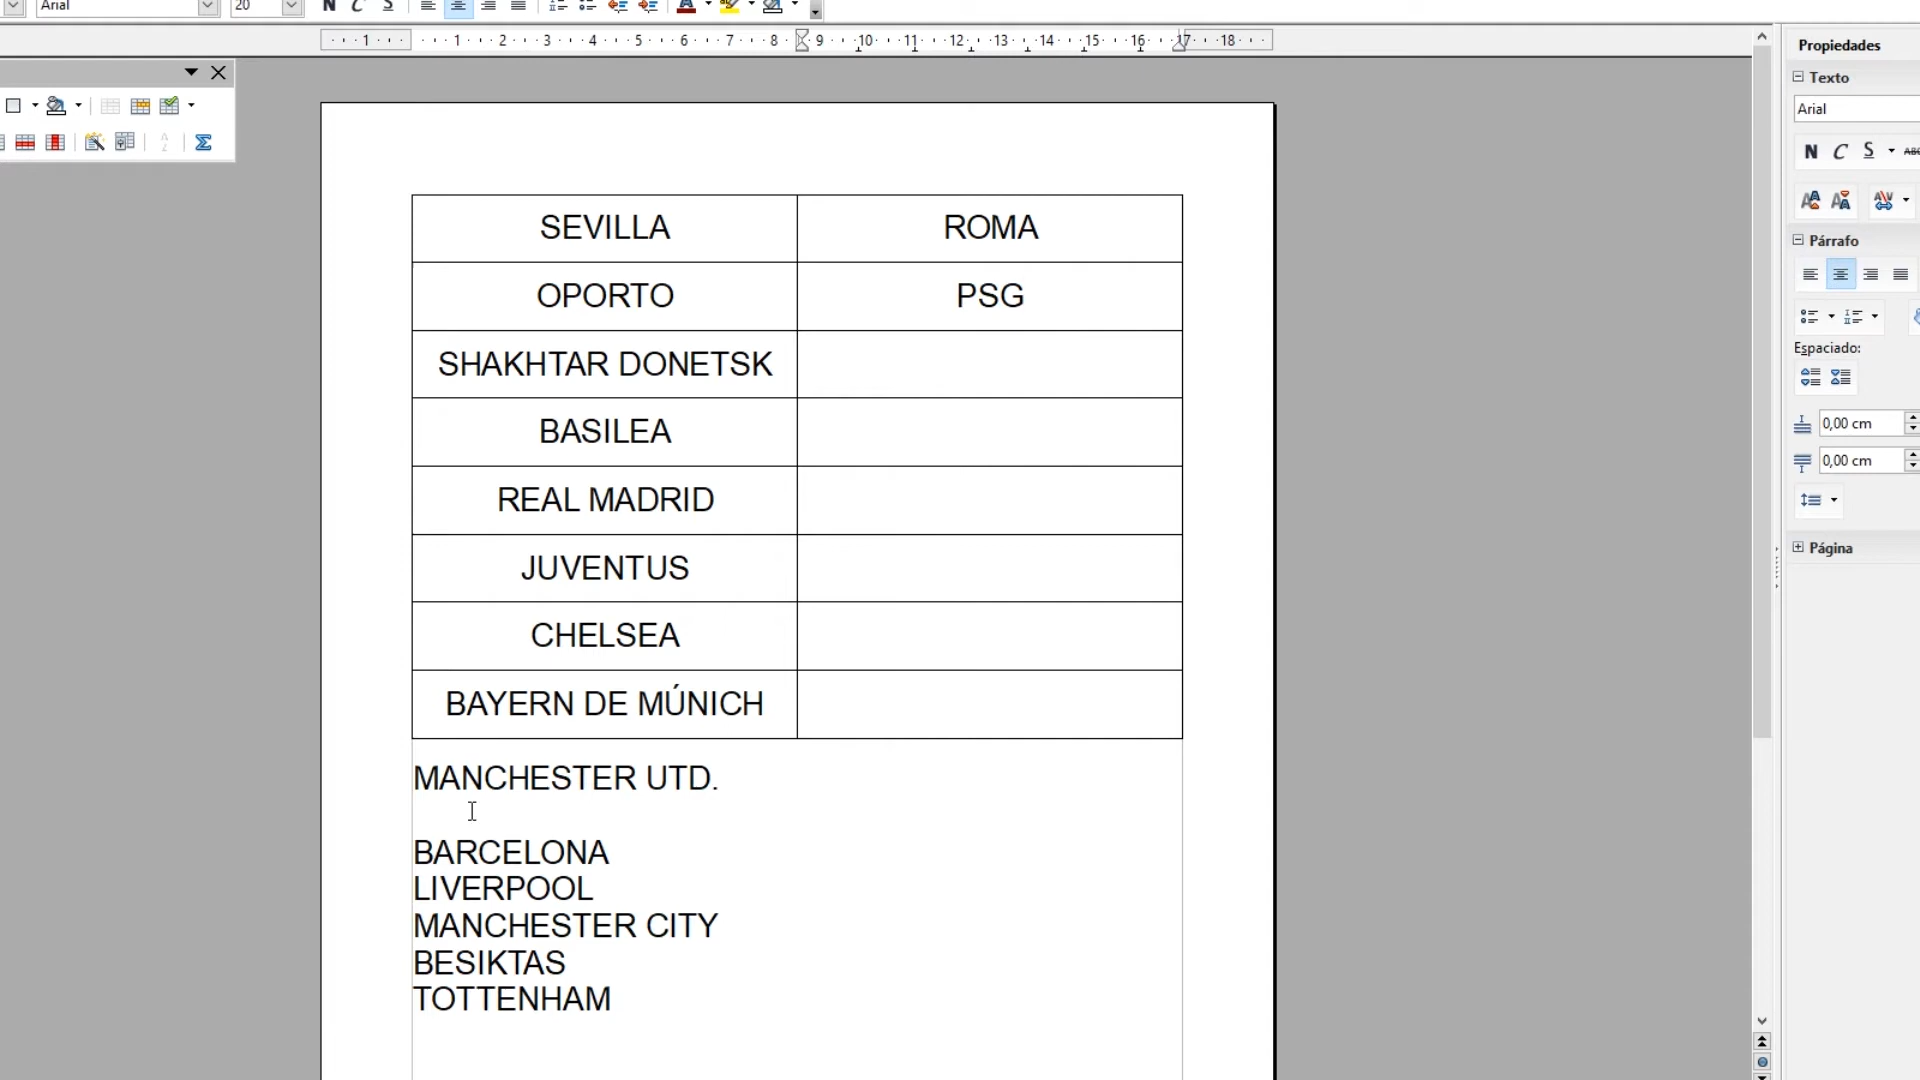 Arial 20 N C S
1 1 2 3 4 5 6 7 8 9 10 11 12 13 14 15 16 17 18
Propiedades
Texto
Arial
N C S ABC
Párrafo
Espaciado:
0,00 cm
0,00 cm
Página
SEVILLA ROMA
OPORTO PSG
SHAKHTAR DONETSK
BASILEA
REAL MADRID
JUVENTUS
CHELSEA
BAYERN DE MÚNICH
MANCHESTER UTD.
BARCELONA
LIVERPOOL
MANCHESTER CITY
BESIKTAS
TOTTENHAM